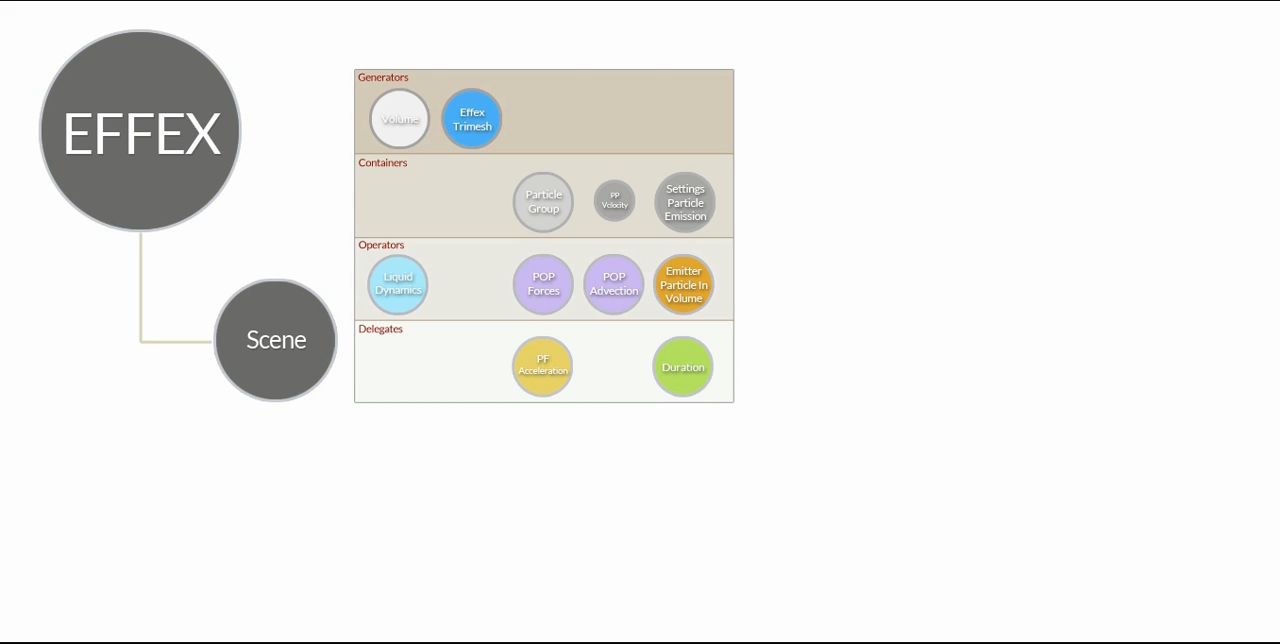 EFFEX
Scene
Generators
Volume
Effex
Trimesh
Containers
Particle
Group
PP
Velocity
Settings
Particle
Emission
Operators
Liquid
Dynamics
POP
Forces
POP
Advection
Emitter
Particle In
Volume
Delegates
PF
Acceleration
Duration